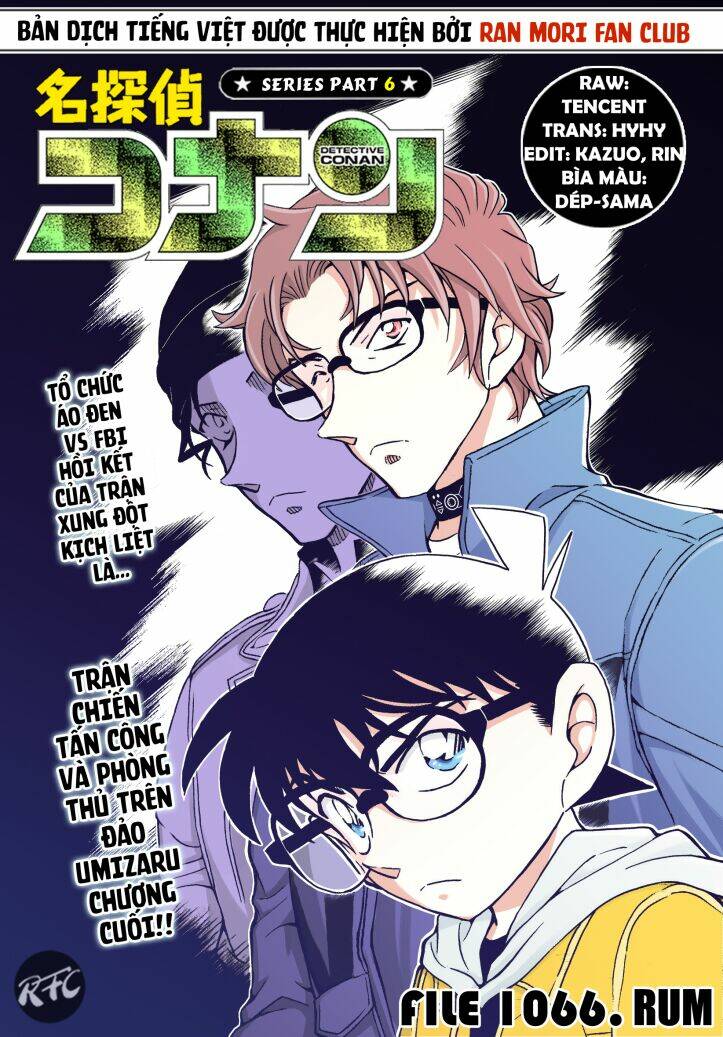 BẢN DỊCH TIẾNG VIỆT ĐƯỢC THỰC HIỆN BỞI RAN MORI FAN CLUB
★ SERIES PART 6 ★
名探偵
コナン
DETECTIVE
CONAN
RAW:
TENCENT
TRANS: HYHY
EDIT: KAZUO, RIN
BÌA MÀU:
DÉP-SAMA
TỔ CHỨC
ÁO ĐEN
VS FBI
HỒI KẾT
CỦA TRẬN
XUNG ĐỘT
KỊCH LIỆT
LÀ...
TRẬN
CHIẾN
TẤN CÔNG
VÀ PHÒNG
THỦ TRÊN
ĐẢO
UMIZARU
CHƯƠNG
CUỐI!!
RFC
FILE 1066. RUM